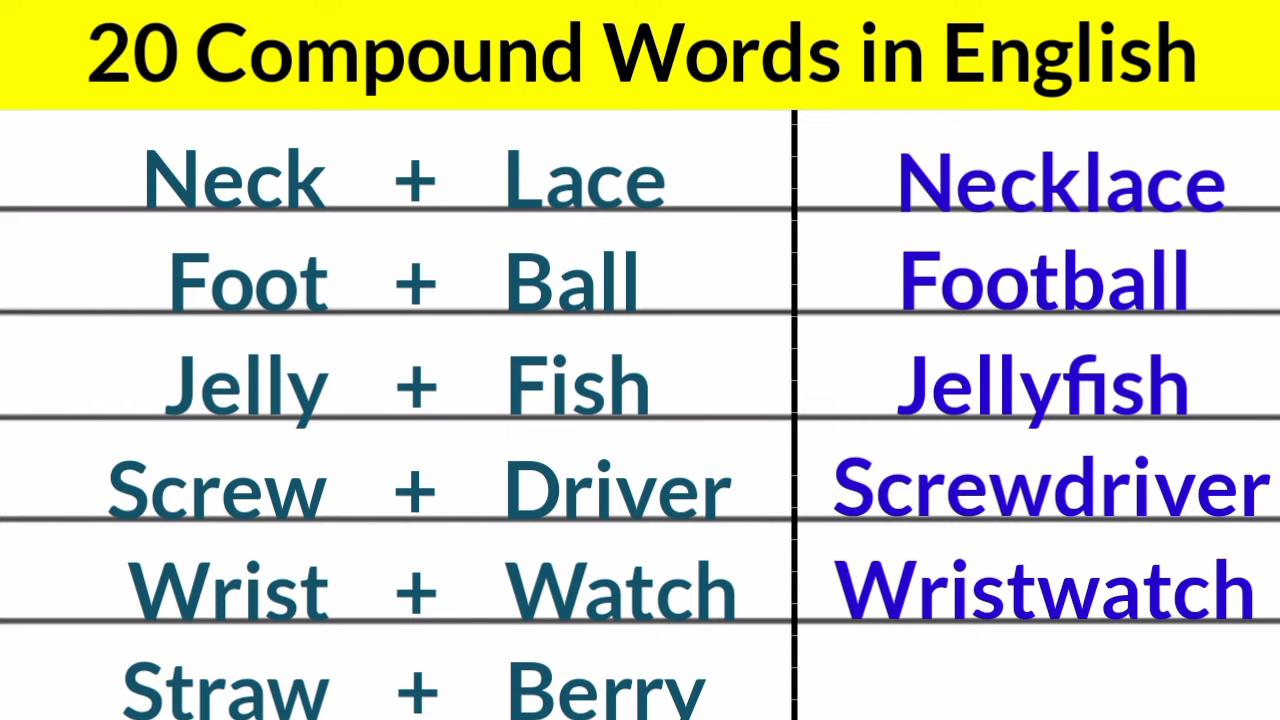 20 Compound Words in English
Neck + Lace Necklace
Foot + Ball Football
Jelly + Fish Jellyfish
Screw + Driver Screwdriver
Wrist + Watch Wristwatch
Straw + Berry